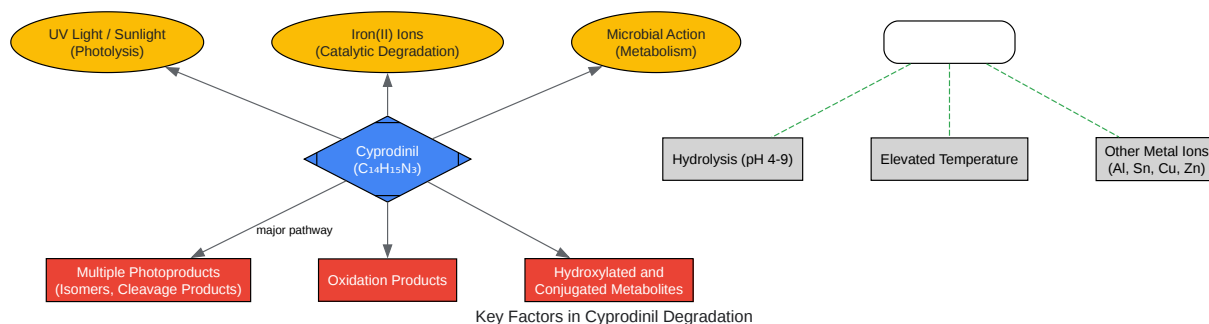 UV Light / Sunlight
(Photolysis)
Iron(II) Ions
(Catalytic Degradation)
Microbial Action
(Metabolism)
Cyprodinil
(C₁₄H₁₅N₃)
Hydrolysis (pH 4-9)
Elevated Temperature
Other Metal Ions
(Al, Sn, Cu, Zn)
major pathway
Multiple Photoproducts
(Isomers, Cleavage Products)
Oxidation Products
Hydroxylated and
Conjugated Metabolites
Key Factors in Cyprodinil Degradation